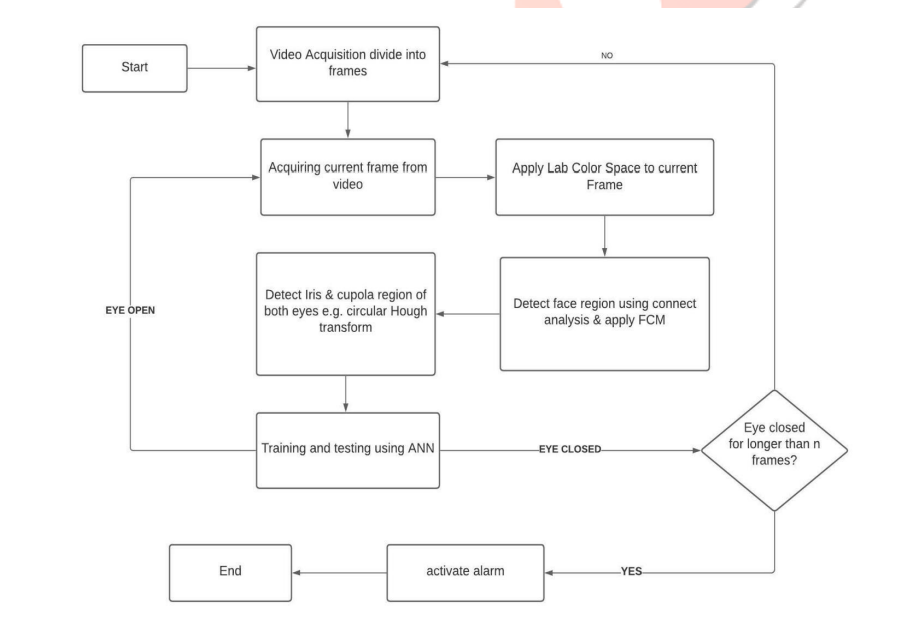 Start
Video Acquisition divide into
frames
NO
Acquiring current frame from
video
Apply Lab Color Space to current
Frame
Detect Iris & cupola region of
both eyes e.g. circular Hough
transform
Detect face region using connect
analysis & apply FCM
EYE OPEN
Training and testing using ANN
EYE CLOSED
Eye closed
for longer than n
frames?
End
activate alarm
YES